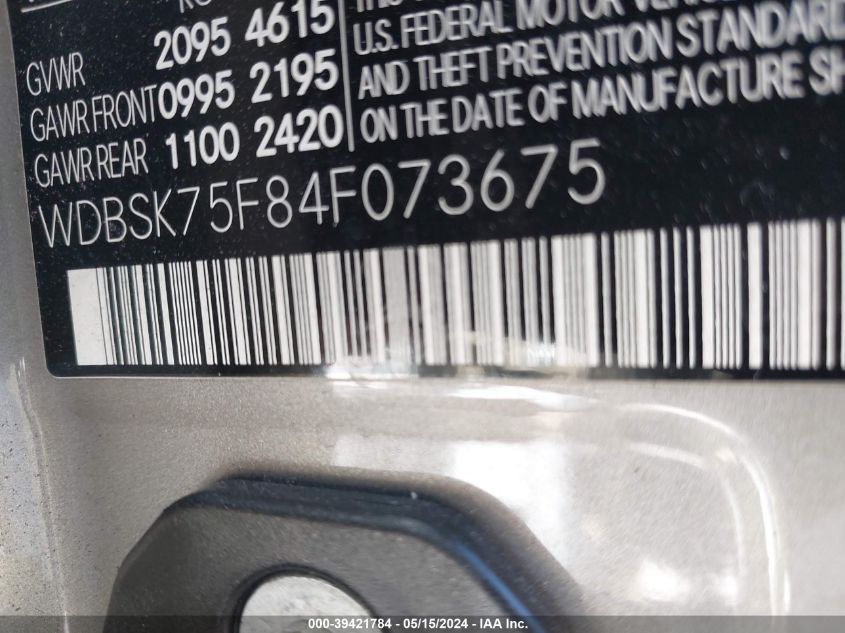 GVWR 2095 4615
GAWR FRONT 0995 2195
GAWR REAR 1100 2420
U.S. FEDERAL MOTOR
AND THEFT PREVENTION STANDARD
ON THE DATE OF MANUFACTURE SH
WDBSK75F84F073675
000-39421784 - 05/15/2024 - IAA Inc.